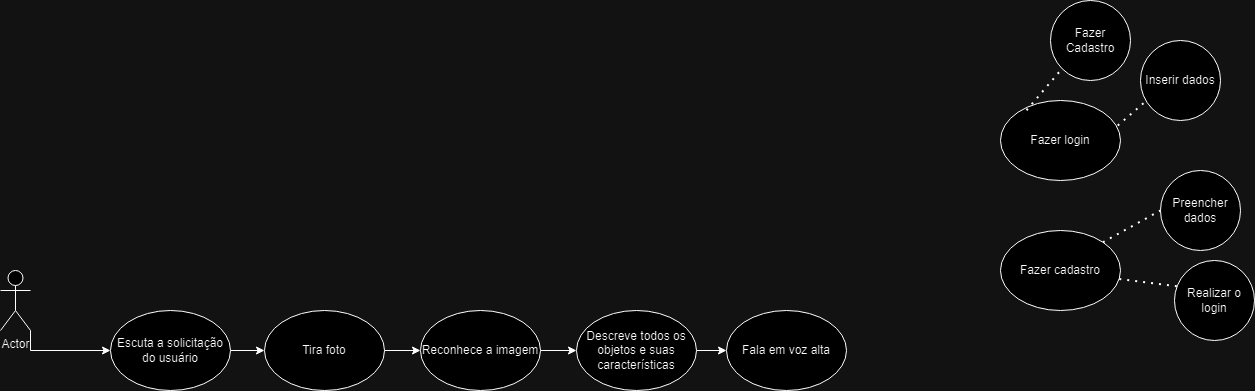 Fazer
Cadastro
Inserir dados
Fazer login
Preencher
dados
Fazer cadastro
Realizar o
login
Actor
Escuta a solicitação
do usuário
Tira foto
Reconhece a imagem
Descreve todos os
objetos e suas
características
Fala em voz alta